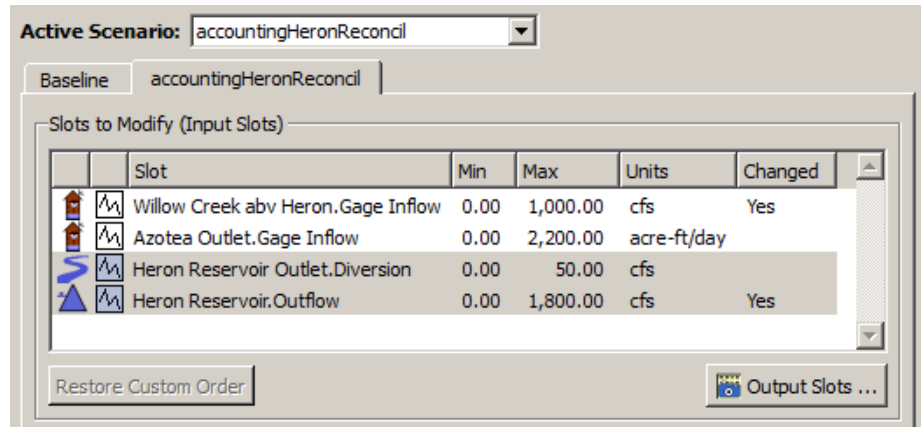 Active Scenario: accountingHeronReconcil
Baseline accountingHeronReconcil
Slots to Modify (Input Slots)
Slot Min Max Units Changed
Willow Creek abv Heron.Gage Inflow 0.00 1,000.00 cfs Yes
Azotea Outlet.Gage Inflow 0.00 2,200.00 acre-ft/day
Heron Reservoir Outlet.Diversion 0.00 50.00 cfs
Heron Reservoir.Outflow 0.00 1,800.00 cfs Yes
Restore Custom Order Output Slots ...